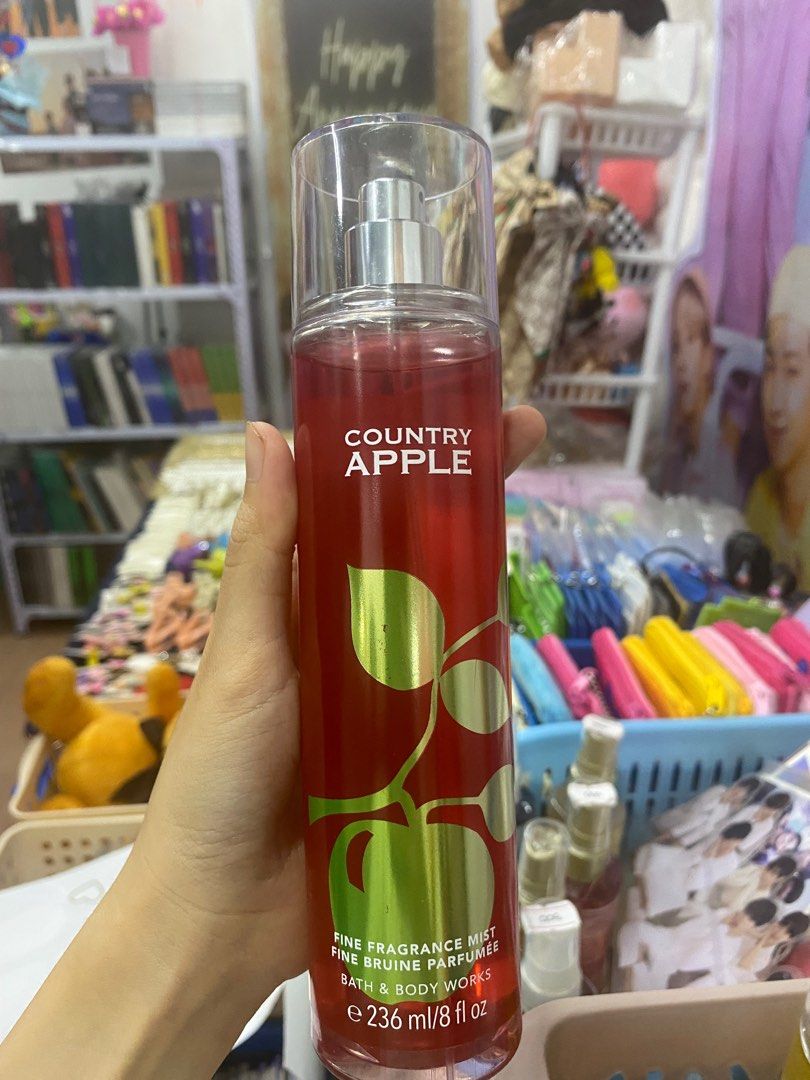 Happy
COUNTRY
APPLE
FINE FRAGRANCE MIST
FINE BRUINE PARFUMÉE
BATH & BODY WORKS
e 236 ml/8 fl oz